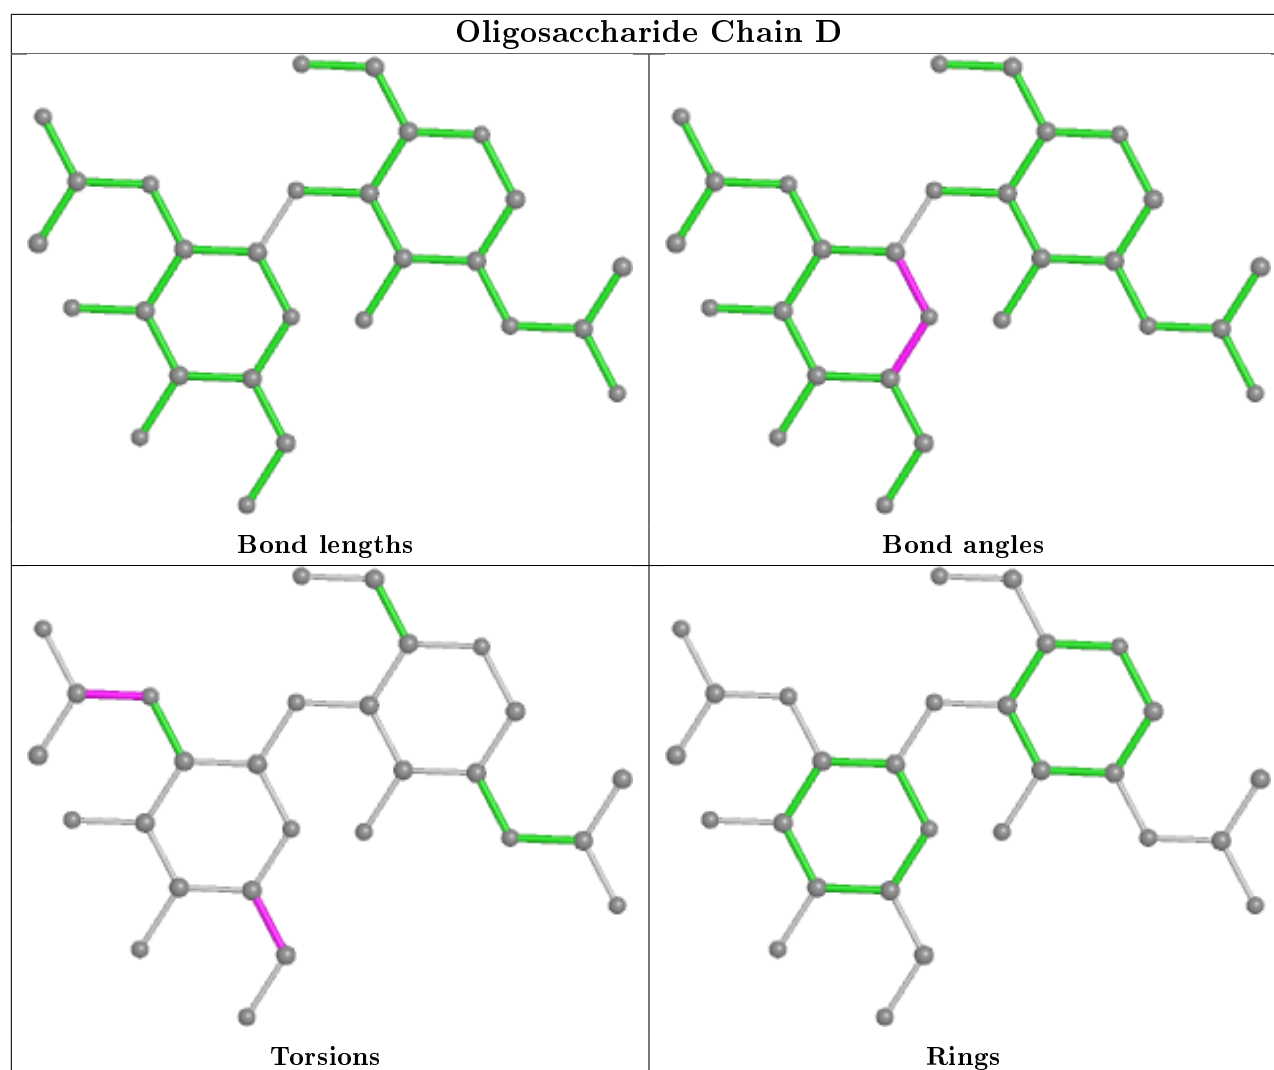 Oligosaccharide Chain D
Bond lengths
Bond angles
Torsions
Rings